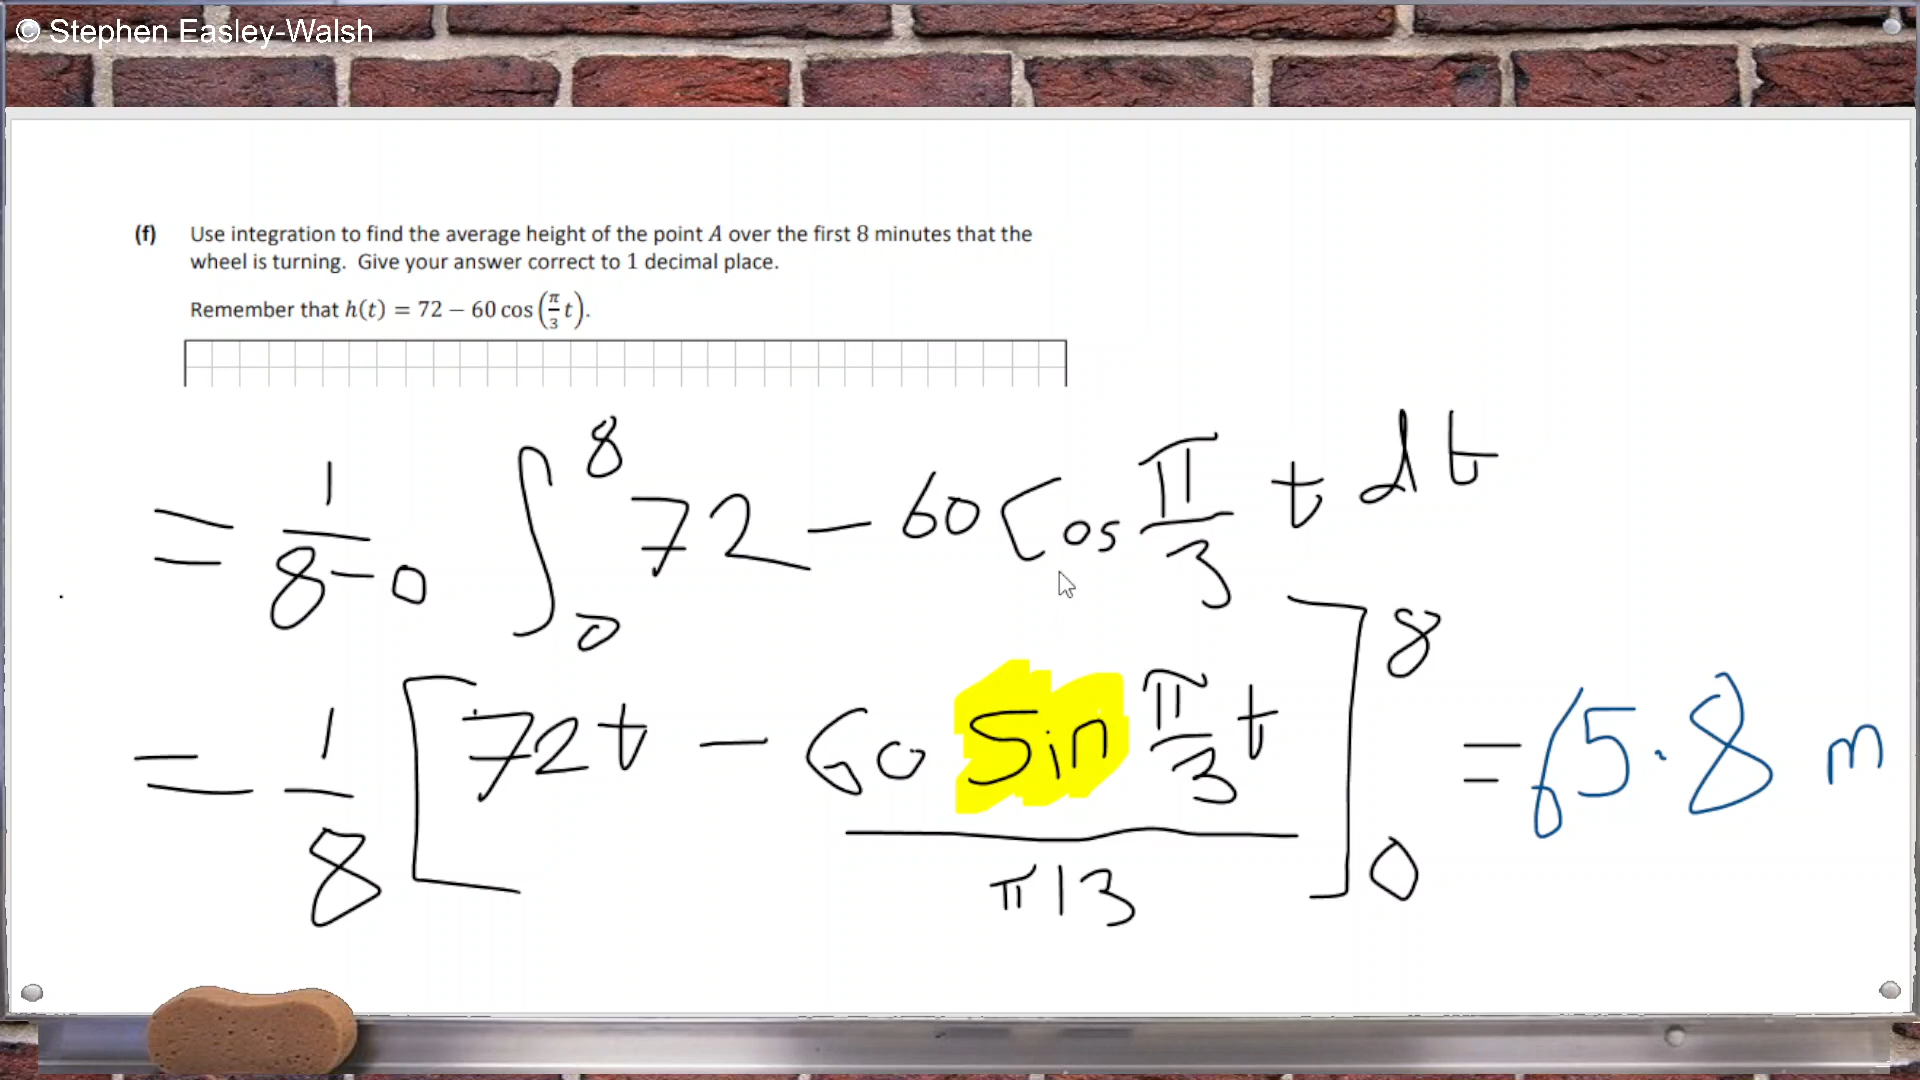 © Stephen Easley-Walsh
(f) Use integration to find the average height of the point A over the first 8 minutes that the
wheel is turning. Give your answer correct to 1 decimal place.
Remember that h(t) = 72 − 60 cos(π/3 t).
= 1/(8-0) ∫₀⁸ 72 - 60 Cos π/3 t dt
= 1/8 [72t - (60 Sin π/3 t)/(π/3)]₀⁸ = 65.8 m